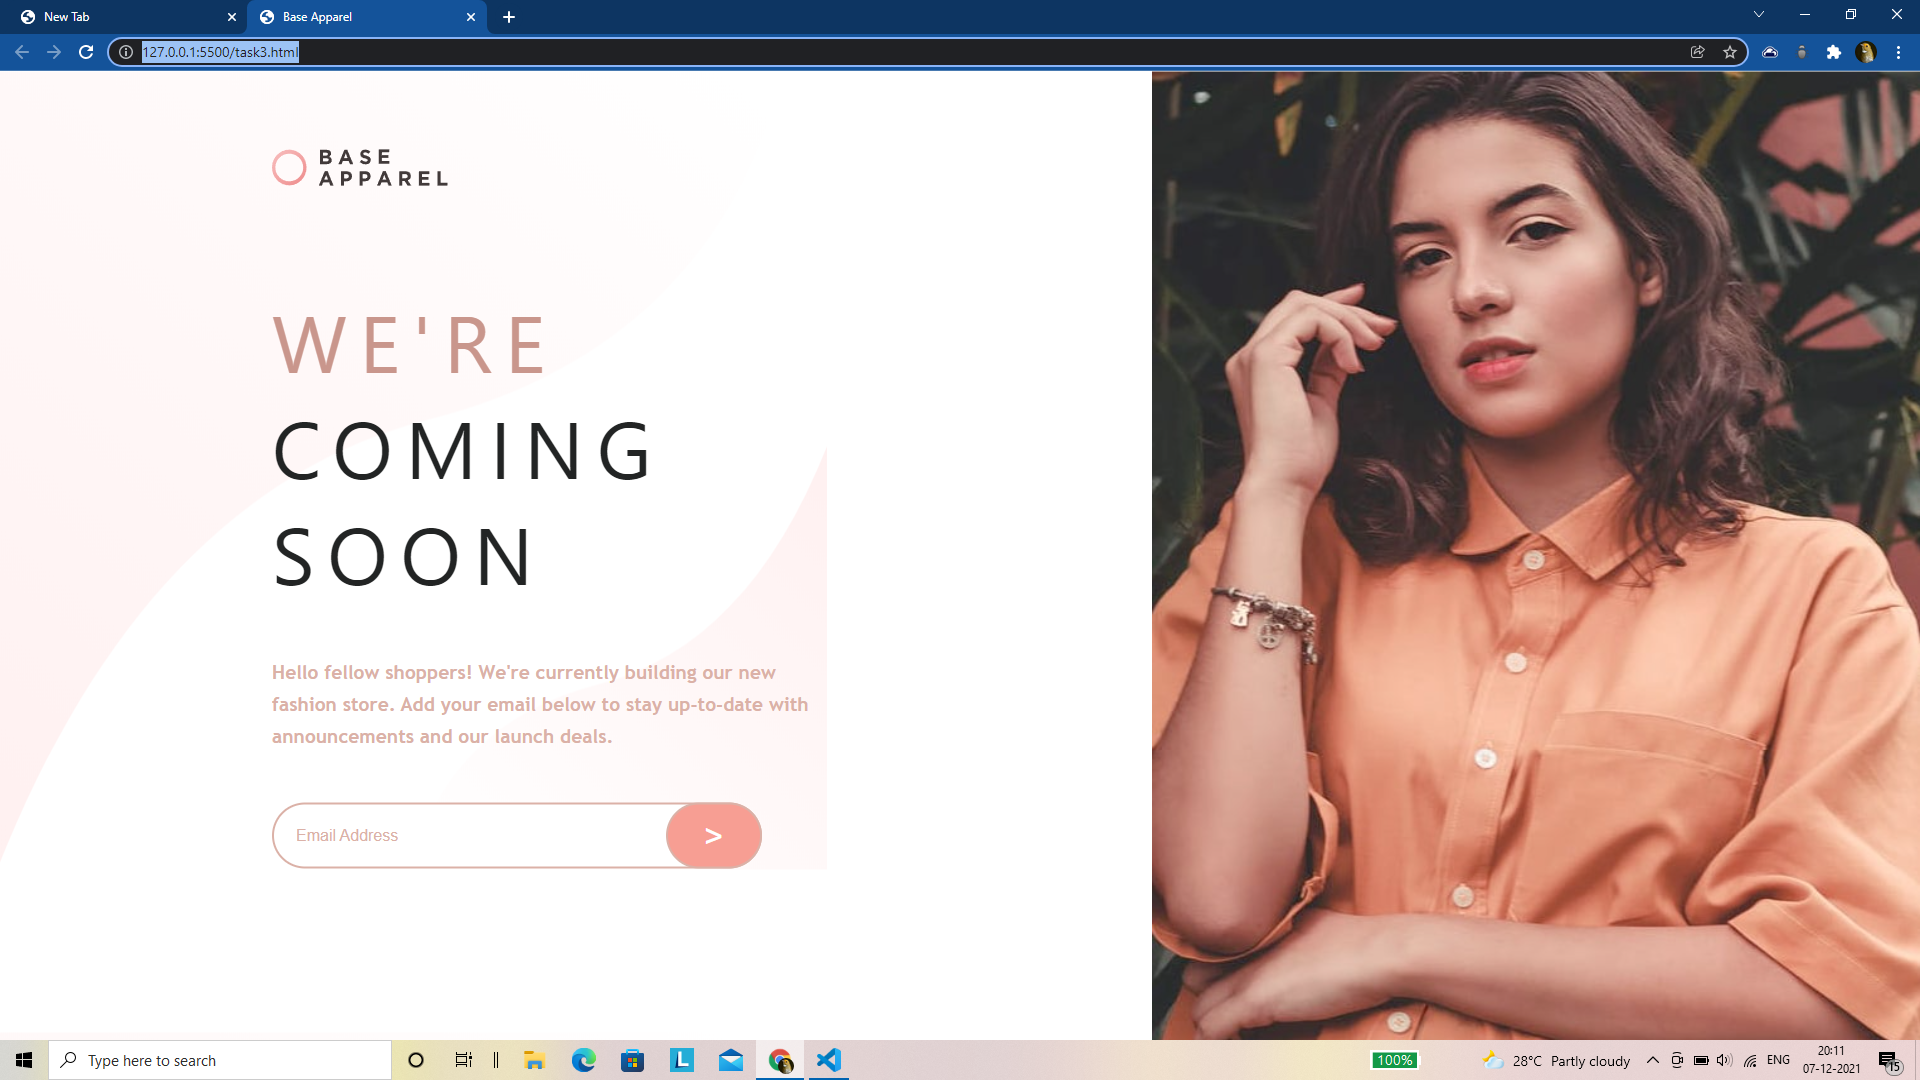 New Tab
Base Apparel
127.0.0.1:5500/task3.html
BASE
APPAREL
WE'RE
COMING
SOON
Hello fellow shoppers! We're currently building our new
fashion store. Add your email below to stay up-to-date with
announcements and our launch deals.
Email Address
>
Type here to search
L
100%
28°C Partly cloudy
ENG
20:11
07-12-2021
15